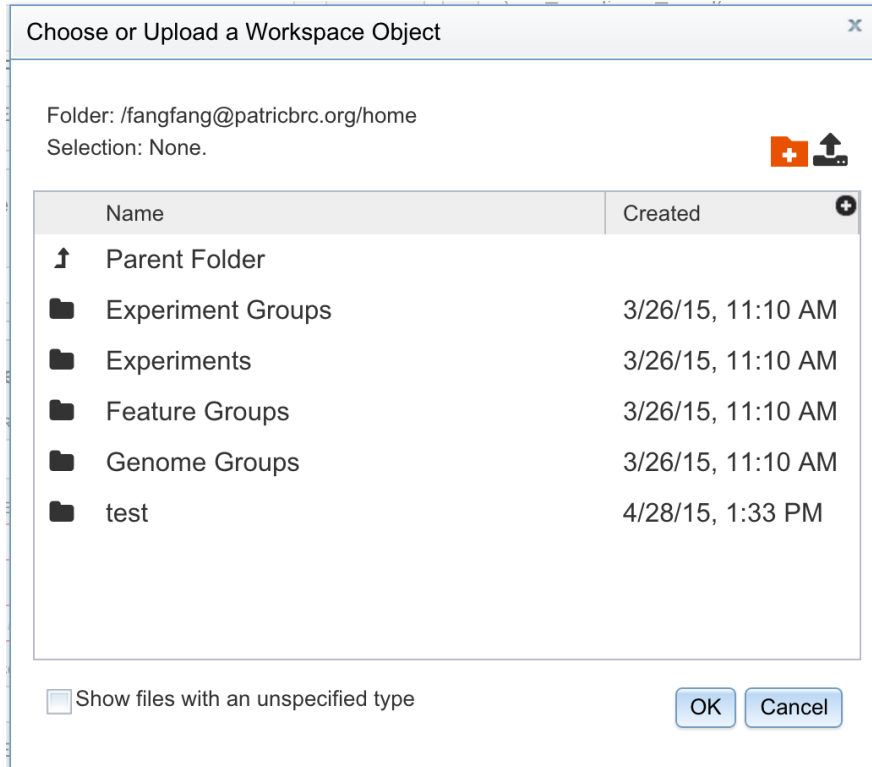 Choose or Upload a Workspace Object
x
Folder: /fangfang@patricbrc.org/home
Selection: None.
Name Created
Parent Folder
Experiment Groups 3/26/15, 11:10 AM
Experiments 3/26/15, 11:10 AM
Feature Groups 3/26/15, 11:10 AM
Genome Groups 3/26/15, 11:10 AM
test 4/28/15, 1:33 PM
Show files with an unspecified type
OK Cancel